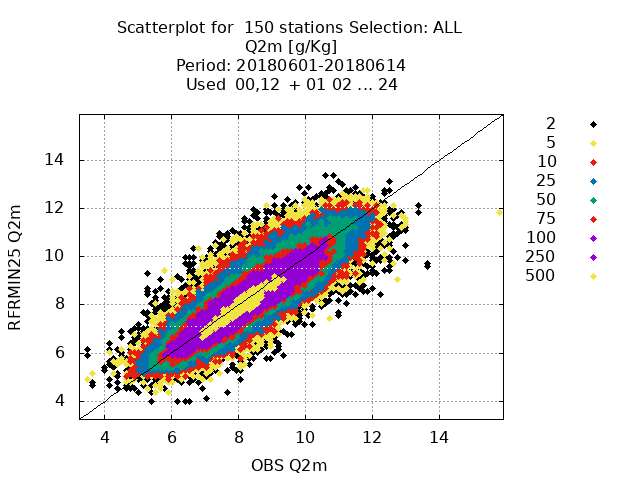 Scatterplot for  150 stations Selection: ALL
Q2m [g/Kg]
Period: 20180601-20180614
Used  00,12  + 01 02 ... 24
RFRMIN25 Q2m
14
12
10
8
6
4
4 6 8 10 12 14
OBS Q2m
2
5
10
25
50
75
100
250
500